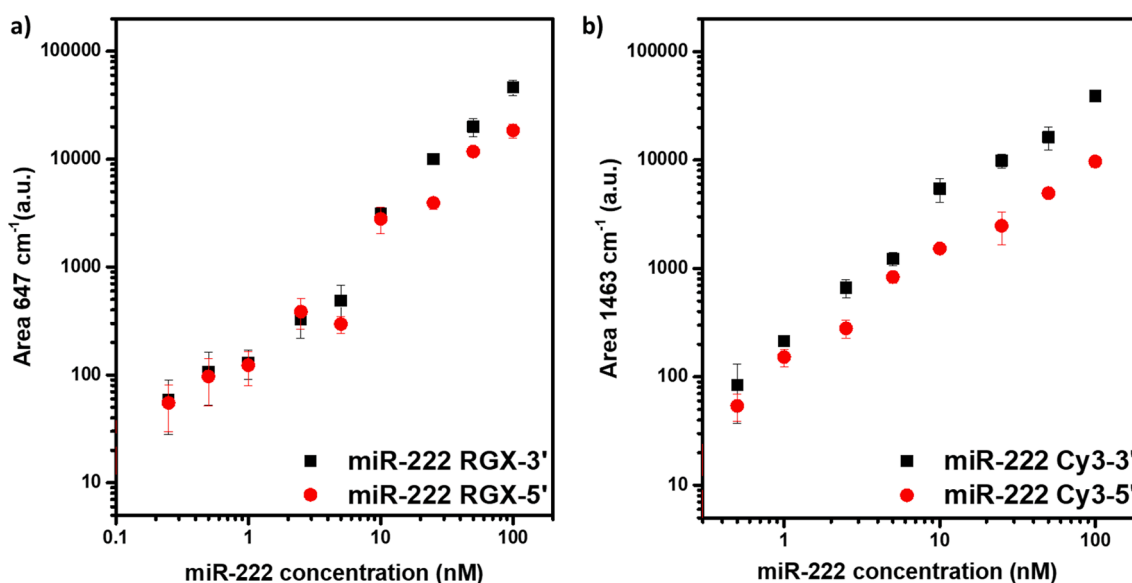 a)
100000
10000
1000
100
10
Area 647 cm⁻¹(a.u.)
miR-222 RGX-3'
miR-222 RGX-5'
0.1
1
10
100
miR-222 concentration (nM)
b)
100000
10000
1000
100
10
Area 1463 cm⁻¹ (a.u.)
miR-222 Cy3-3'
miR-222 Cy3-5'
1
10
100
miR-222 concentration (nM)